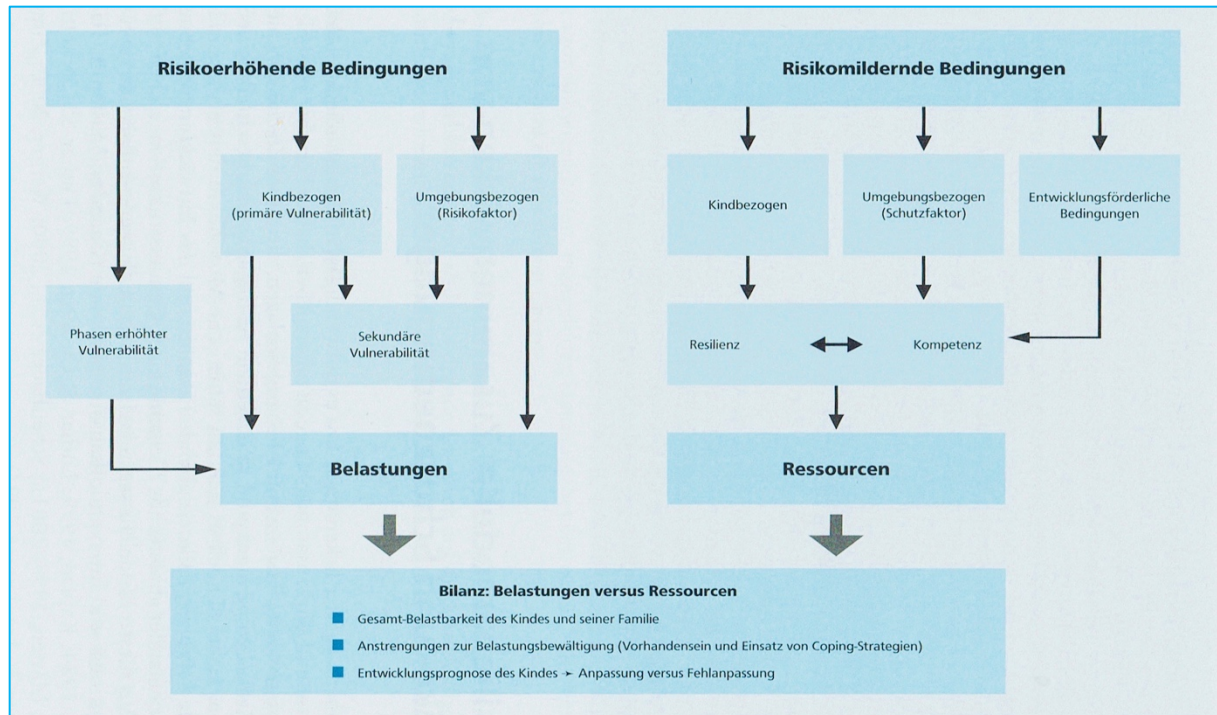 Risikoerhöhende Bedingungen
Risikomildernde Bedingungen
Kindbezogen
(primäre Vulnerabilität)
Umgebungsbezogen
(Risikofaktor)
Kindbezogen
Umgebungsbezogen
(Schutzfaktor)
Entwicklungsförderliche
Bedingungen
Phasen erhöhter
Vulnerabilität
Sekundäre
Vulnerabilität
Resilienz
Kompetenz
Belastungen
Ressourcen
Bilanz: Belastungen versus Ressourcen
Gesamt-Belastbarkeit des Kindes und seiner Familie
Anstrengungen zur Belastungsbewältigung (Vorhandensein und Einsatz von Coping-Strategien)
Entwicklungsprognose des Kindes → Anpassung versus Fehlanpassung